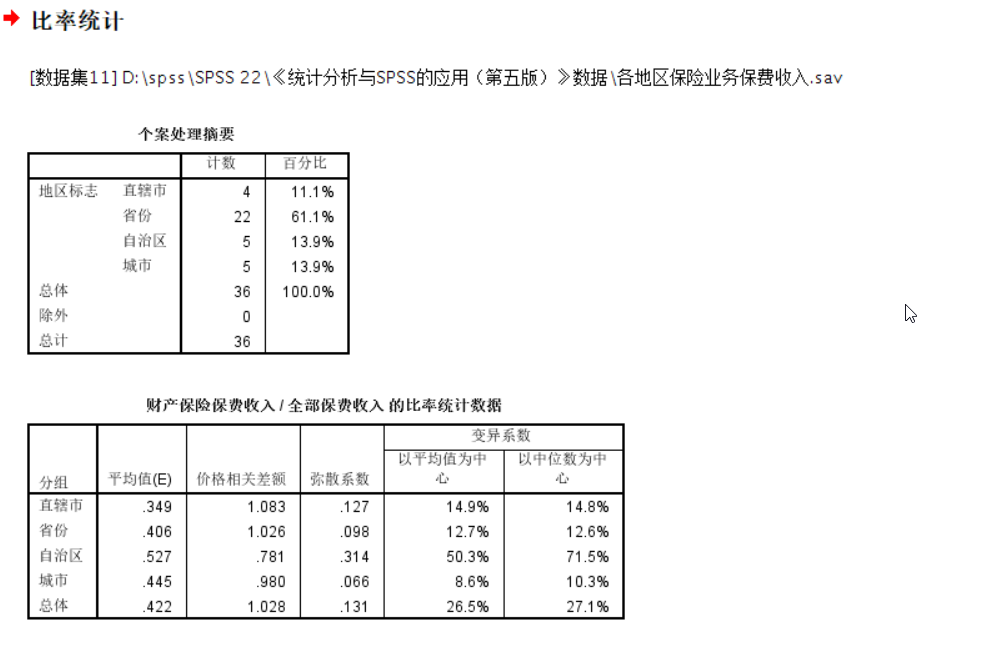 比率统计
[数据集11] D:\spss\SPSS 22\《统计分析与SPSS的应用（第五版）》数据\各地区保险业务保费收入.sav
个案处理摘要
计数 百分比
地区标志 直辖市 4 11.1%
省份 22 61.1%
自治区 5 13.9%
城市 5 13.9%
总体 36 100.0%
除外 0
总计 36
财产保险保费收入 / 全部保费收入 的比率统计数据
变异系数
分组 平均值(E) 价格相关差额 弥散系数 以平均值为中心 以中位数为中心
直辖市 .349 1.083 .127 14.9% 14.8%
省份 .406 1.026 .098 12.7% 12.6%
自治区 .527 .781 .314 50.3% 71.5%
城市 .445 .980 .066 8.6% 10.3%
总体 .422 1.028 .131 26.5% 27.1%